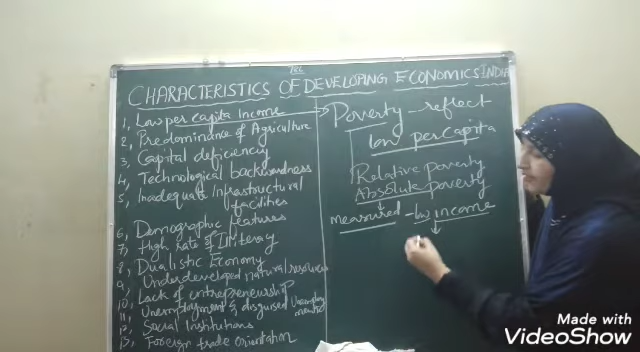 CHARACTERISTICS OF DEVELOPING ECONOMICS INDIA
1, Low per capita Income
2, Predominance of Agriculture
3, Capital deficiency
4, Technological backwardness
5, Inadequate Infrastructural
facilities
6, Demographic features
7, High rate of Illiteracy
8, Dualistic Economy
9, Underdeveloped natural resources
10, Lack of entrepreneurship
11, Unemployment & disguised Unemployment
12, Social Institutions
13, Foreign trade orientation
Poverty - reflect
low per capita
Relative poverty
Absolute poverty
measured - low income
Made with
VideoShow